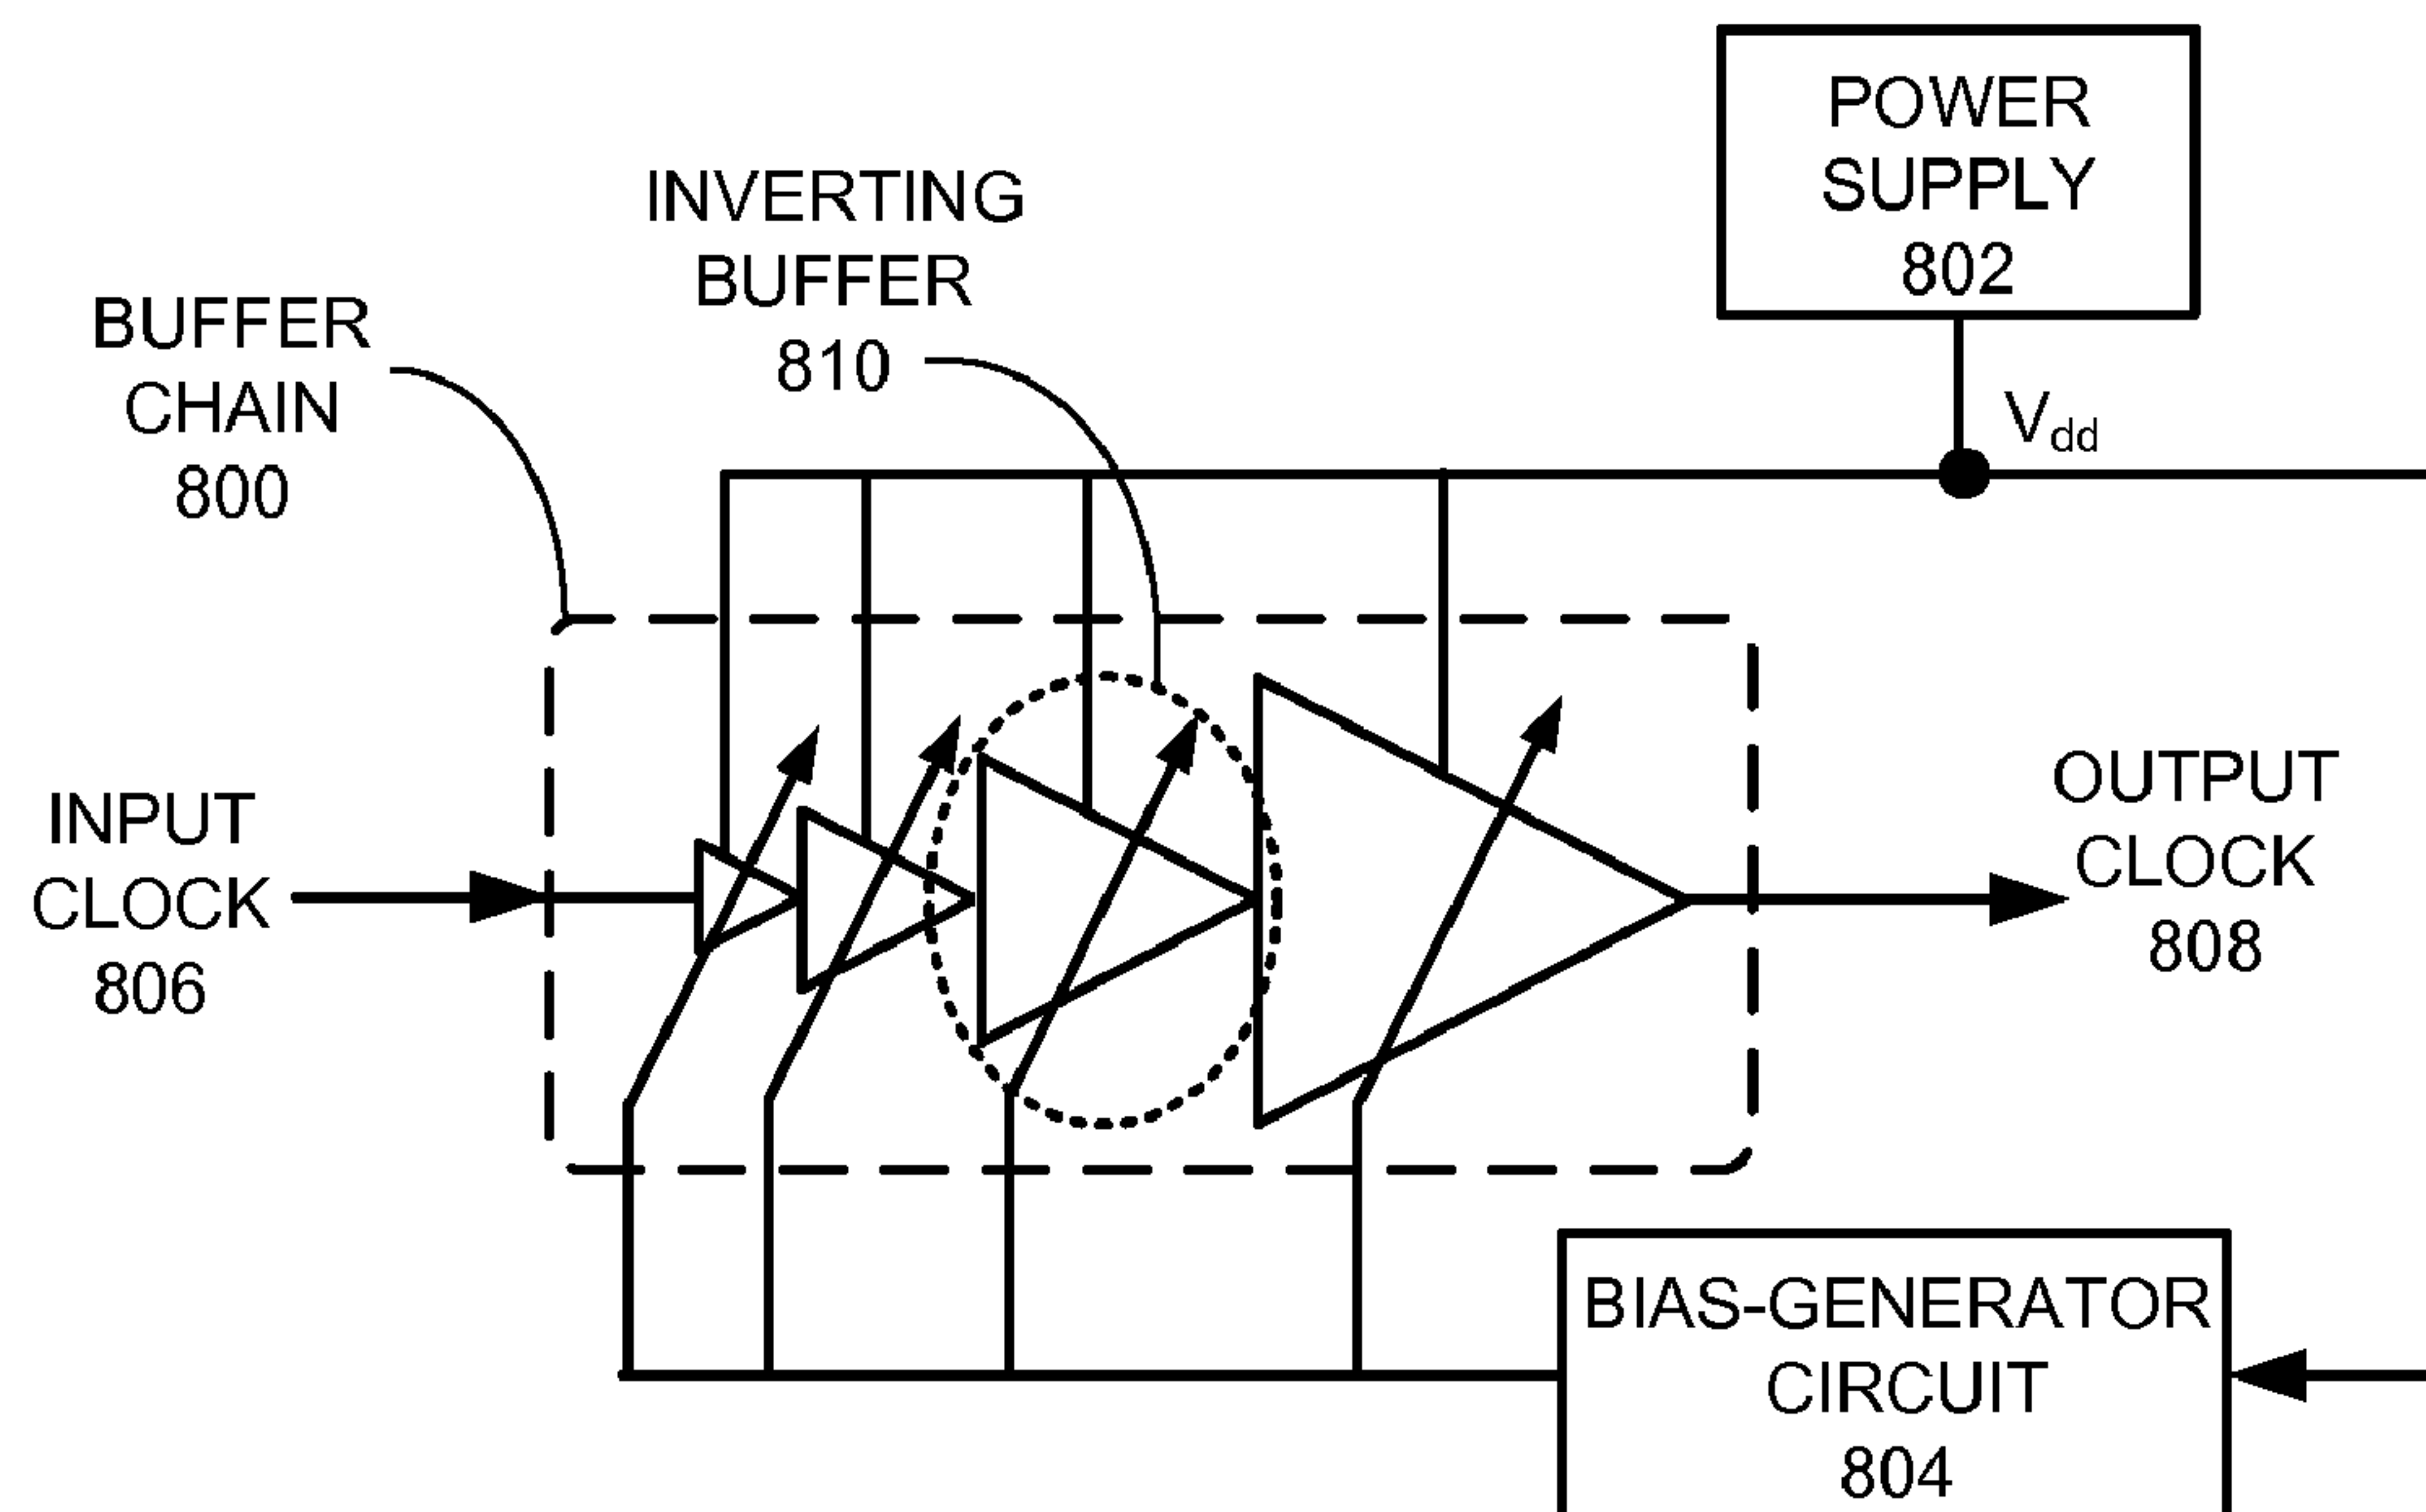 POWER
SUPPLY
802
INVERTING
BUFFER
810
BUFFER
CHAIN
800
Vdd
INPUT
CLOCK
806
OUTPUT
CLOCK
808
BIAS-GENERATOR
CIRCUIT
804